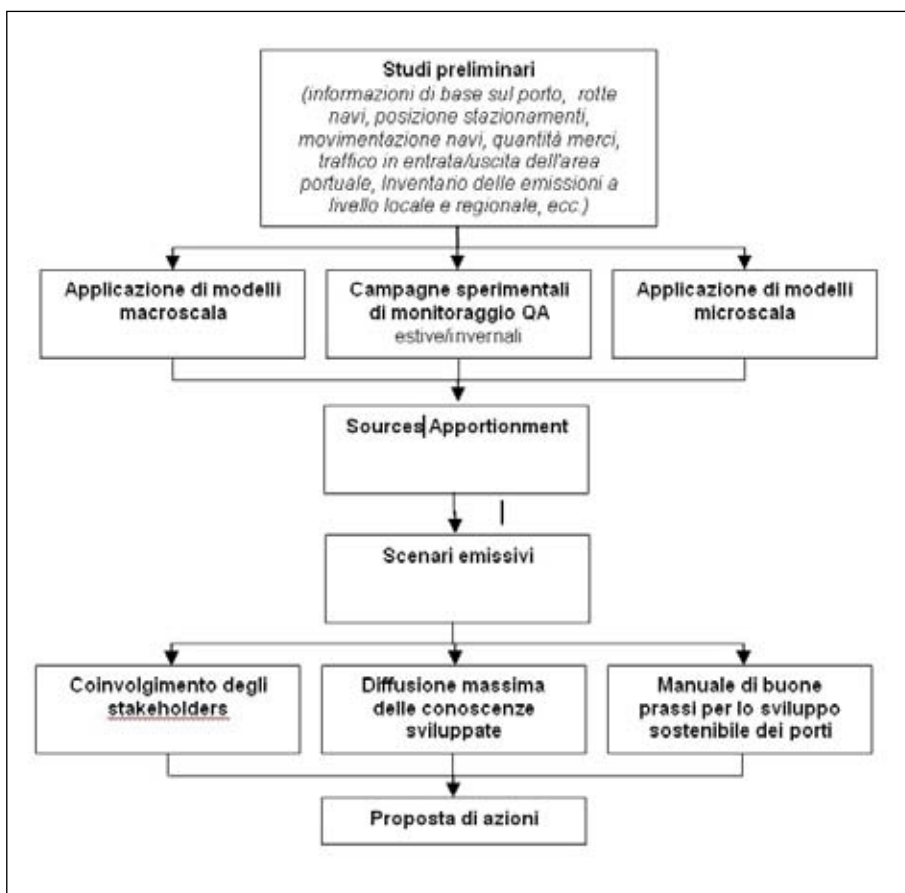 Studi preliminari
(informazioni di base sul porto, rotte
navi, posizione stazionamenti,
movimentazione navi, quantità merci,
traffico in entrata/uscita dell'area
portuale, Inventario delle emissioni a
livello locale e regionale, ecc.)
Applicazione di modelli
macroscala
Campagne sperimentali
di monitoraggio QA
estive/invernali
Applicazione di modelli
microscala
Sources Apportionment
Scenari emissivi
Coinvolgimento degli
stakeholders
Diffusione massima
delle conoscenze
sviluppate
Manuale di buone
prassi per lo sviluppo
sostenibile dei porti
Proposta di azioni